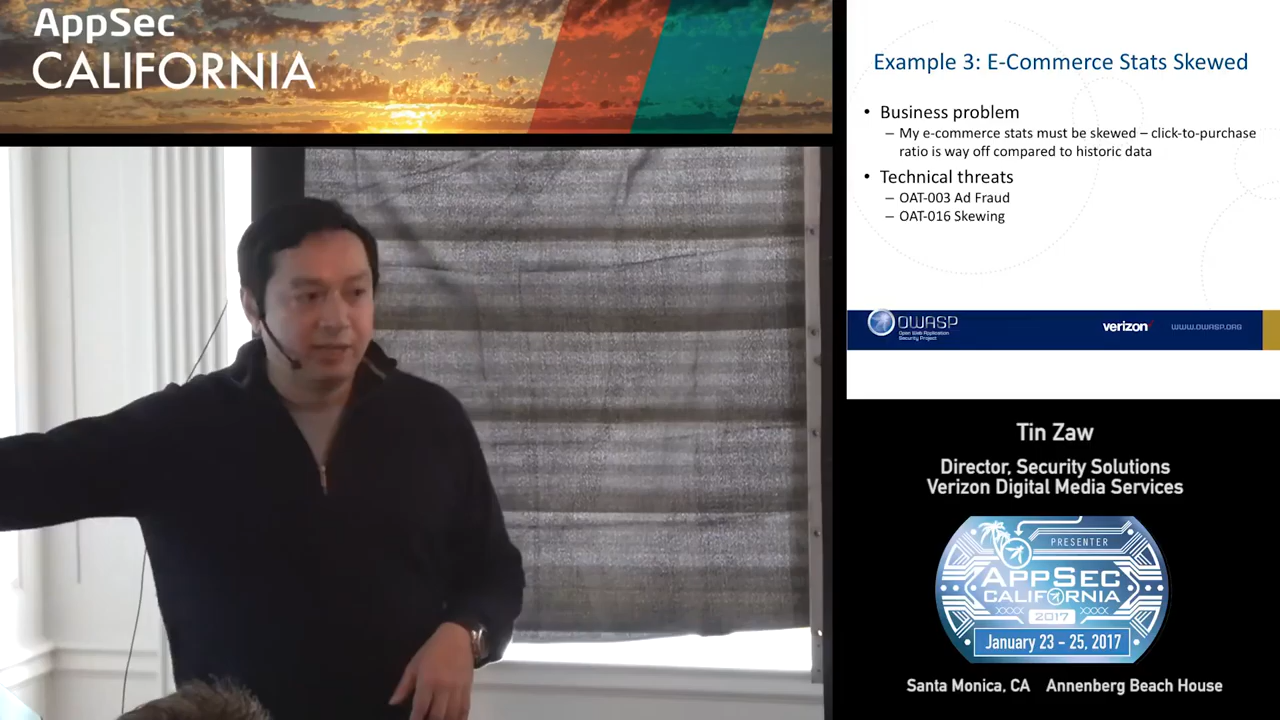 AppSec
CALIFORNIA
Example 3: E-Commerce Stats Skewed
• Business problem
– My e-commerce stats must be skewed – click-to-purchase
ratio is way off compared to historic data
• Technical threats
– OAT-003 Ad Fraud
– OAT-016 Skewing
OWASP
Open Web Application
Security Project
verizon
WWW.OWASP.ORG
Tin Zaw
Director, Security Solutions
Verizon Digital Media Services
PRESENTER
APPSEC
CALIFORNIA
XXXX 2017 XXXX
January 23 – 25, 2017
Santa Monica, CA Annenberg Beach House